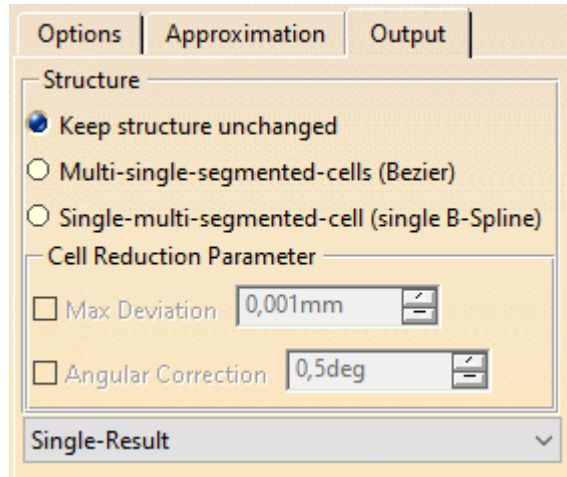 Options Approximation Output
Structure
Keep structure unchanged
Multi-single-segmented-cells (Bezier)
Single-multi-segmented-cell (single B-Spline)
Cell Reduction Parameter
Max Deviation 0,001mm
Angular Correction 0,5deg
Single-Result